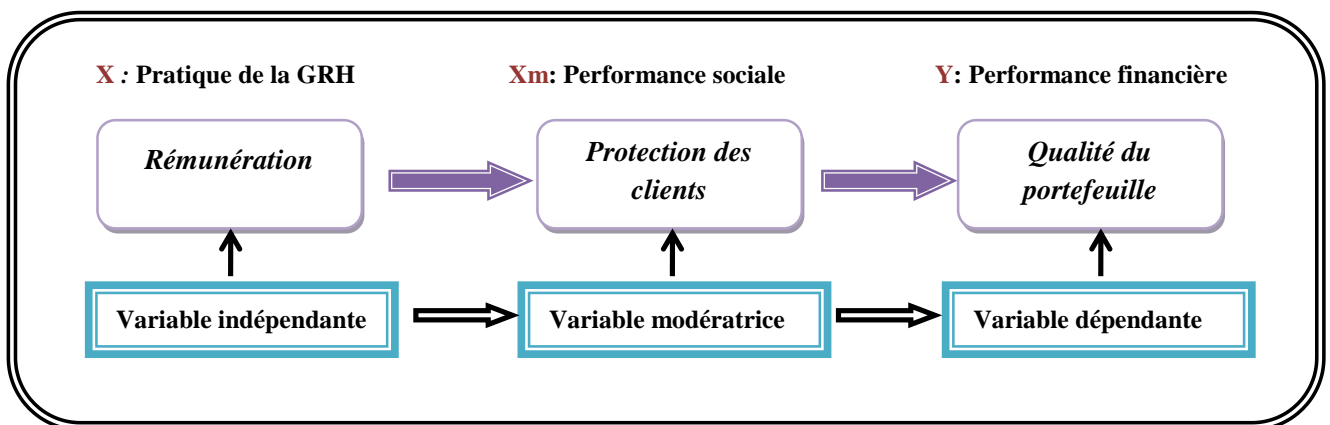 X : Pratique de la GRH
Xm: Performance sociale
Y: Performance financière
Rémunération
Protection des
clients
Qualité du
portefeuille
Variable indépendante
Variable modératrice
Variable dépendante